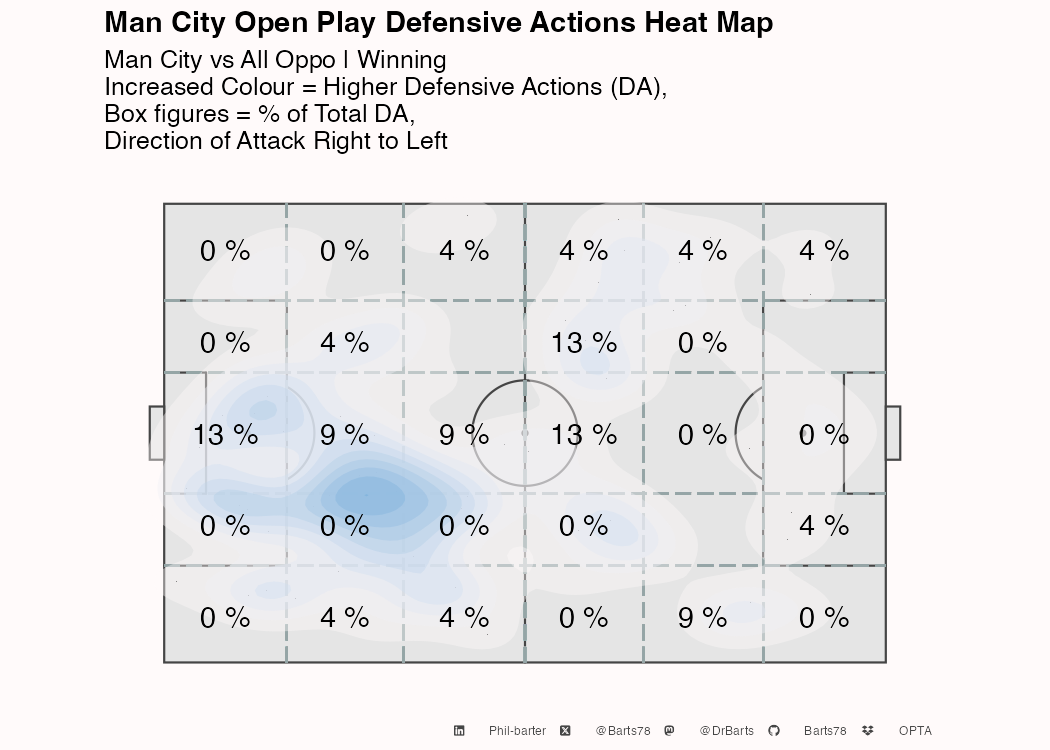 Man City Open Play Defensive Actions Heat Map
Man City vs All Oppo | Winning
Increased Colour = Higher Defensive Actions (DA),
Box figures = % of Total DA,
Direction of Attack Right to Left
0 % 0 % 4 % 4 % 4 % 4 %
0 % 4 % 13 % 0 %
13 % 9 % 9 % 13 % 0 % 0 %
0 % 0 % 0 % 0 % 4 %
0 % 4 % 4 % 0 % 9 % 0 %
Phil-barter @Barts78 @DrBarts Barts78 OPTA